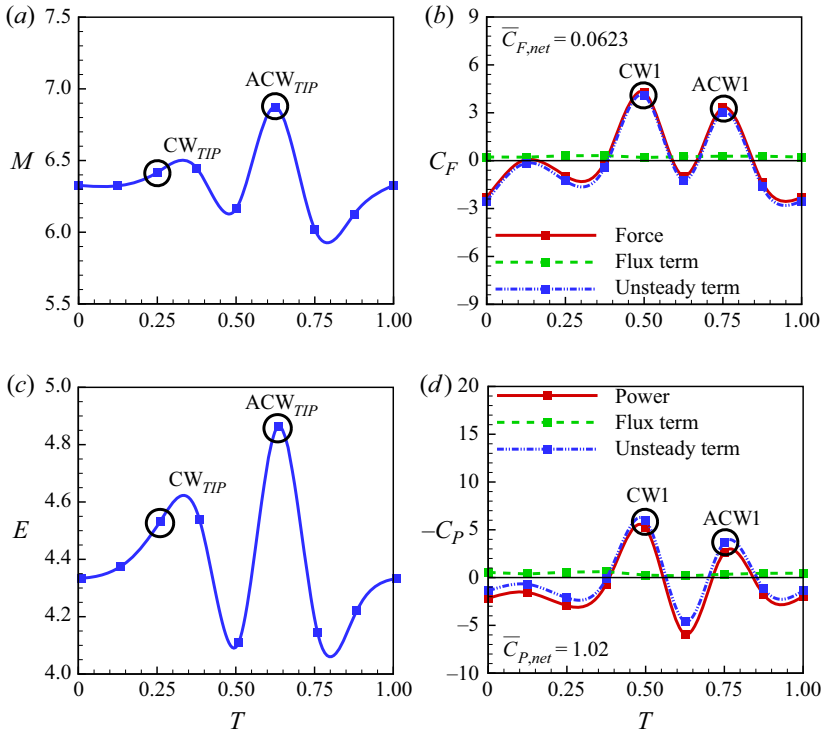 (a)
7.5
7.0
6.5
6.0
5.5
M
CW_TIP
ACW_TIP
0 0.25 0.50 0.75 1.00
(b)
9
6
3
0
−3
−6
−9
C_F
C̅_F,net = 0.0623
CW1
ACW1
Force
Flux term
Unsteady term
0 0.25 0.50 0.75 1.00
(c)
5.0
4.8
4.6
4.4
4.2
4.0
E
CW_TIP
ACW_TIP
0 0.25 0.50 0.75 1.00
T
(d)
20
15
10
5
0
−5
−10
−C_P
Power
Flux term
Unsteady term
CW1
ACW1
C̅_P,net = 1.02
0 0.25 0.50 0.75 1.00
T